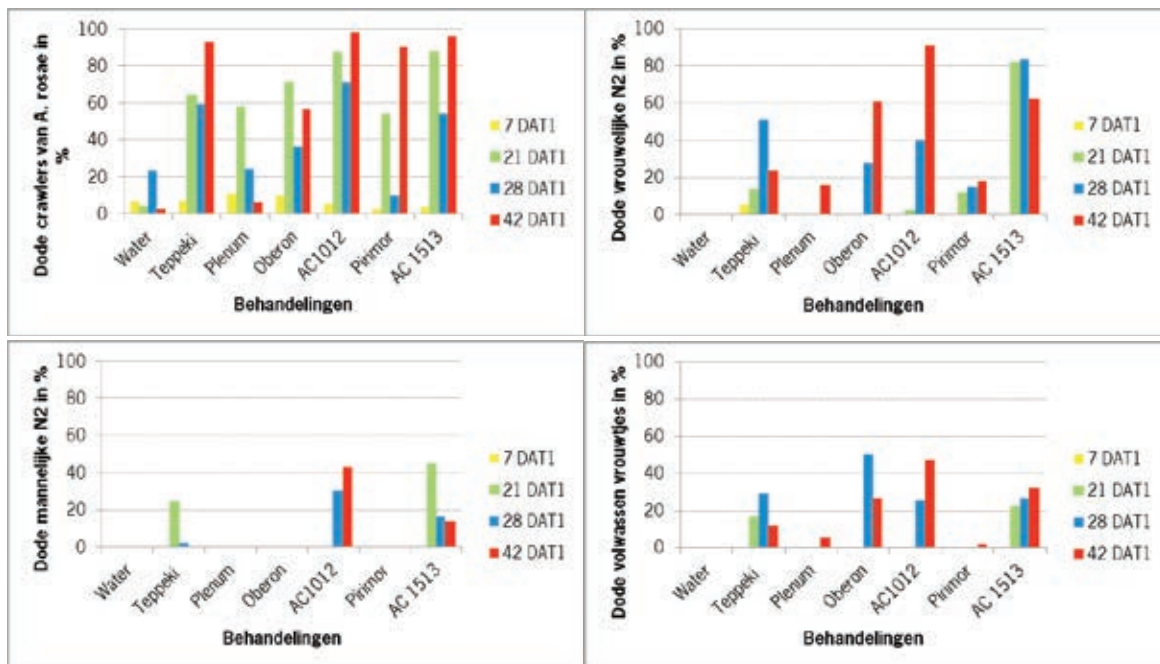 Dode crawlers van A. rosae in
%
100
80
60
40
20
0
Water
Teppeki
Plenum
Oberon
AC1012
Pirimor
AC 1513
Behandelingen
7 DAT1
21 DAT1
28 DAT1
42 DAT1
Dode vrouwelijke N2 in %
100
80
60
40
20
0
Water
Teppeki
Plenum
Oberon
AC1012
Pirimor
AC 1513
Behandelingen
7 DAT1
21 DAT1
28 DAT1
42 DAT1
Dode mannelijke N2 in %
100
80
60
40
20
0
Water
Teppeki
Plenum
Oberon
AC1012
Pirimor
AC 1513
Behandelingen
7 DAT1
21 DAT1
28 DAT1
42 DAT1
Dode volwassen vrouwtjes in %
100
80
60
40
20
0
Water
Teppeki
Plenum
Oberon
AC1012
Pirimor
AC 1513
Behandelingen
7 DAT1
21 DAT1
28 DAT1
42 DAT1